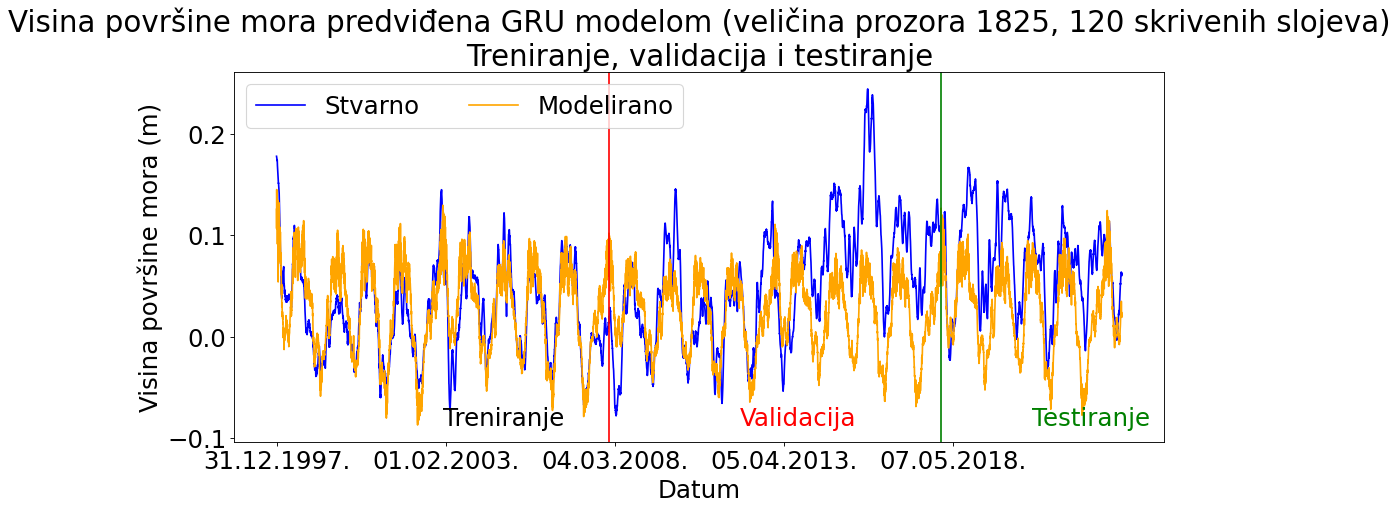 Visina površine mora predviđena GRU modelom (veličina prozora 1825, 120 skrivenih slojeva)
Treniranje, validacija i testiranje
Stvarno
Modelirano
Visina površine mora (m)
0.2
0.1
0.0
−0.1
Treniranje
Validacija
Testiranje
31.12.1997.
01.02.2003.
04.03.2008.
05.04.2013.
07.05.2018.
Datum